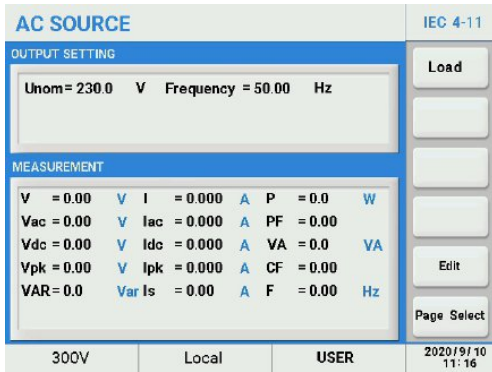 AC SOURCE
IEC 4-11
OUTPUT SETTING
Unom= 230.0 V Frequency = 50.00 Hz
Load
MEASUREMENT
V = 0.00 V I = 0.000 A P = 0.0 W
Vac = 0.00 V Iac = 0.000 A PF = 0.00
Vdc = 0.00 V Idc = 0.000 A VA = 0.0 VA
Vpk = 0.00 V Ipk = 0.000 A CF = 0.00
VAR= 0.0 Var Is = 0.00 A F = 0.00 Hz
Edit
Page Select
300V Local USER
2020/9/10
11:16